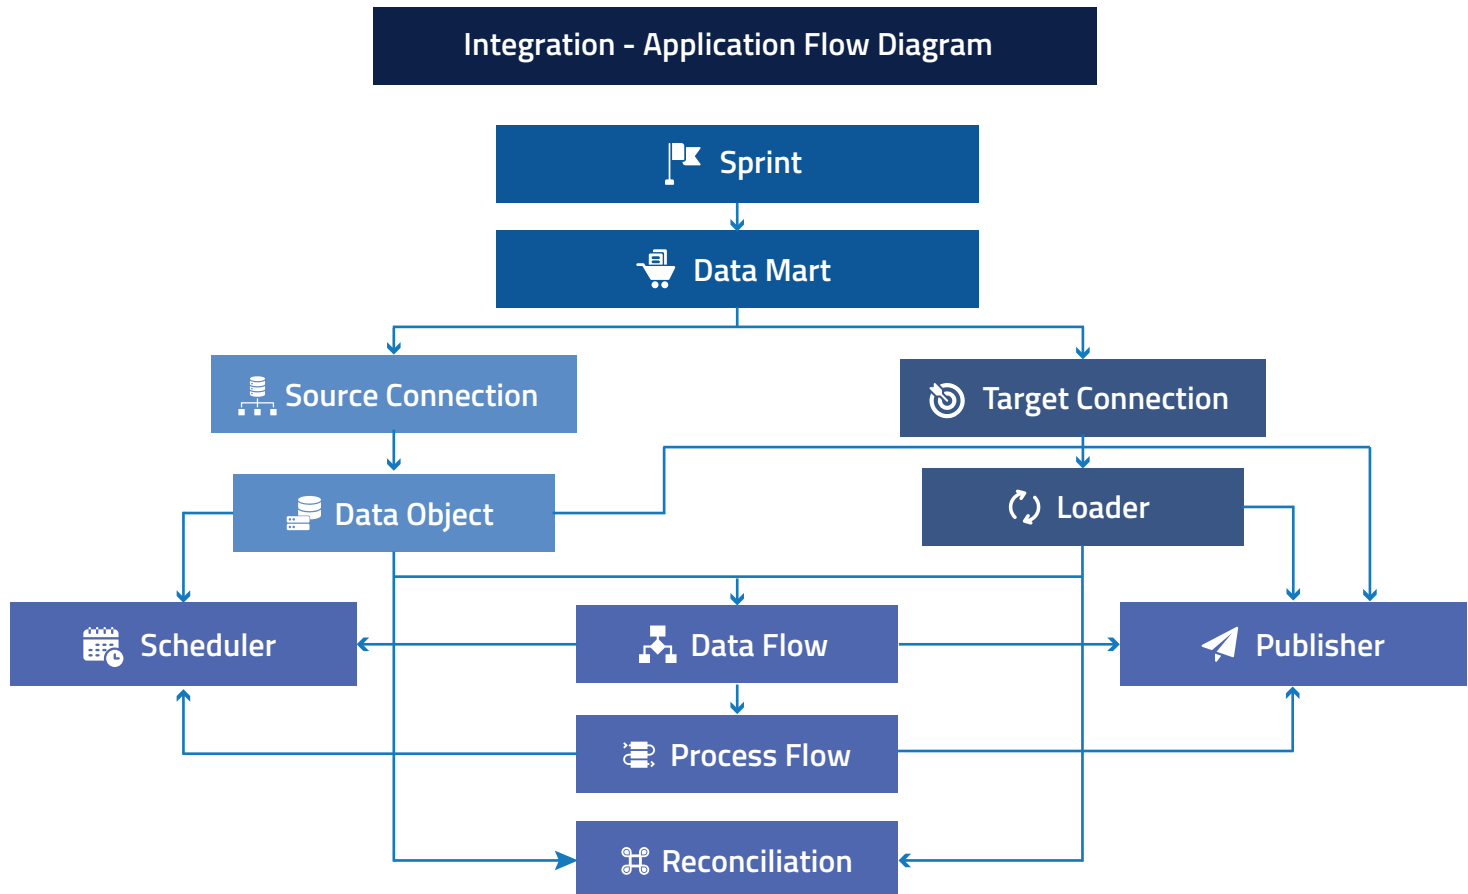 Integration - Application Flow Diagram
Sprint
Data Mart
Source Connection
Target Connection
Data Object
Loader
Scheduler
Data Flow
Publisher
Process Flow
Reconciliation